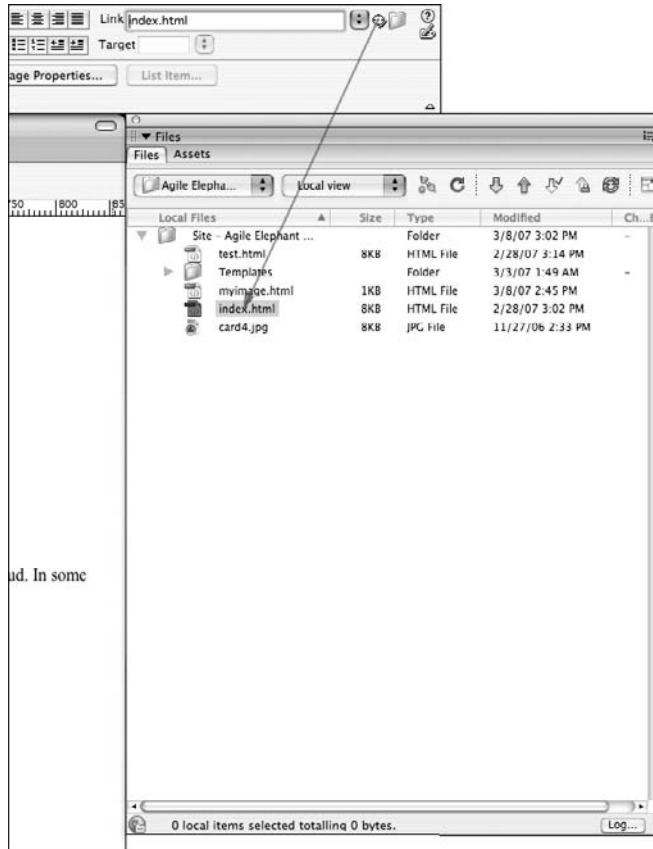 Link index.html
Target
age Properties... List Item...
Files
Files Assets
Agile Elepha... Local view
750 800 85
Local Files Size Type Modified Ch...
Site – Agile Elephant ... Folder 3/8/07 3:02 PM -
test.html 8KB HTML File 2/28/07 3:14 PM
Templates Folder 3/3/07 1:49 AM -
myimage.html 1KB HTML File 3/8/07 2:45 PM
index.html 8KB HTML File 2/28/07 3:02 PM
card4.jpg 8KB JPG File 11/27/06 2:33 PM
ud. In some
0 local items selected totalling 0 bytes. Log...